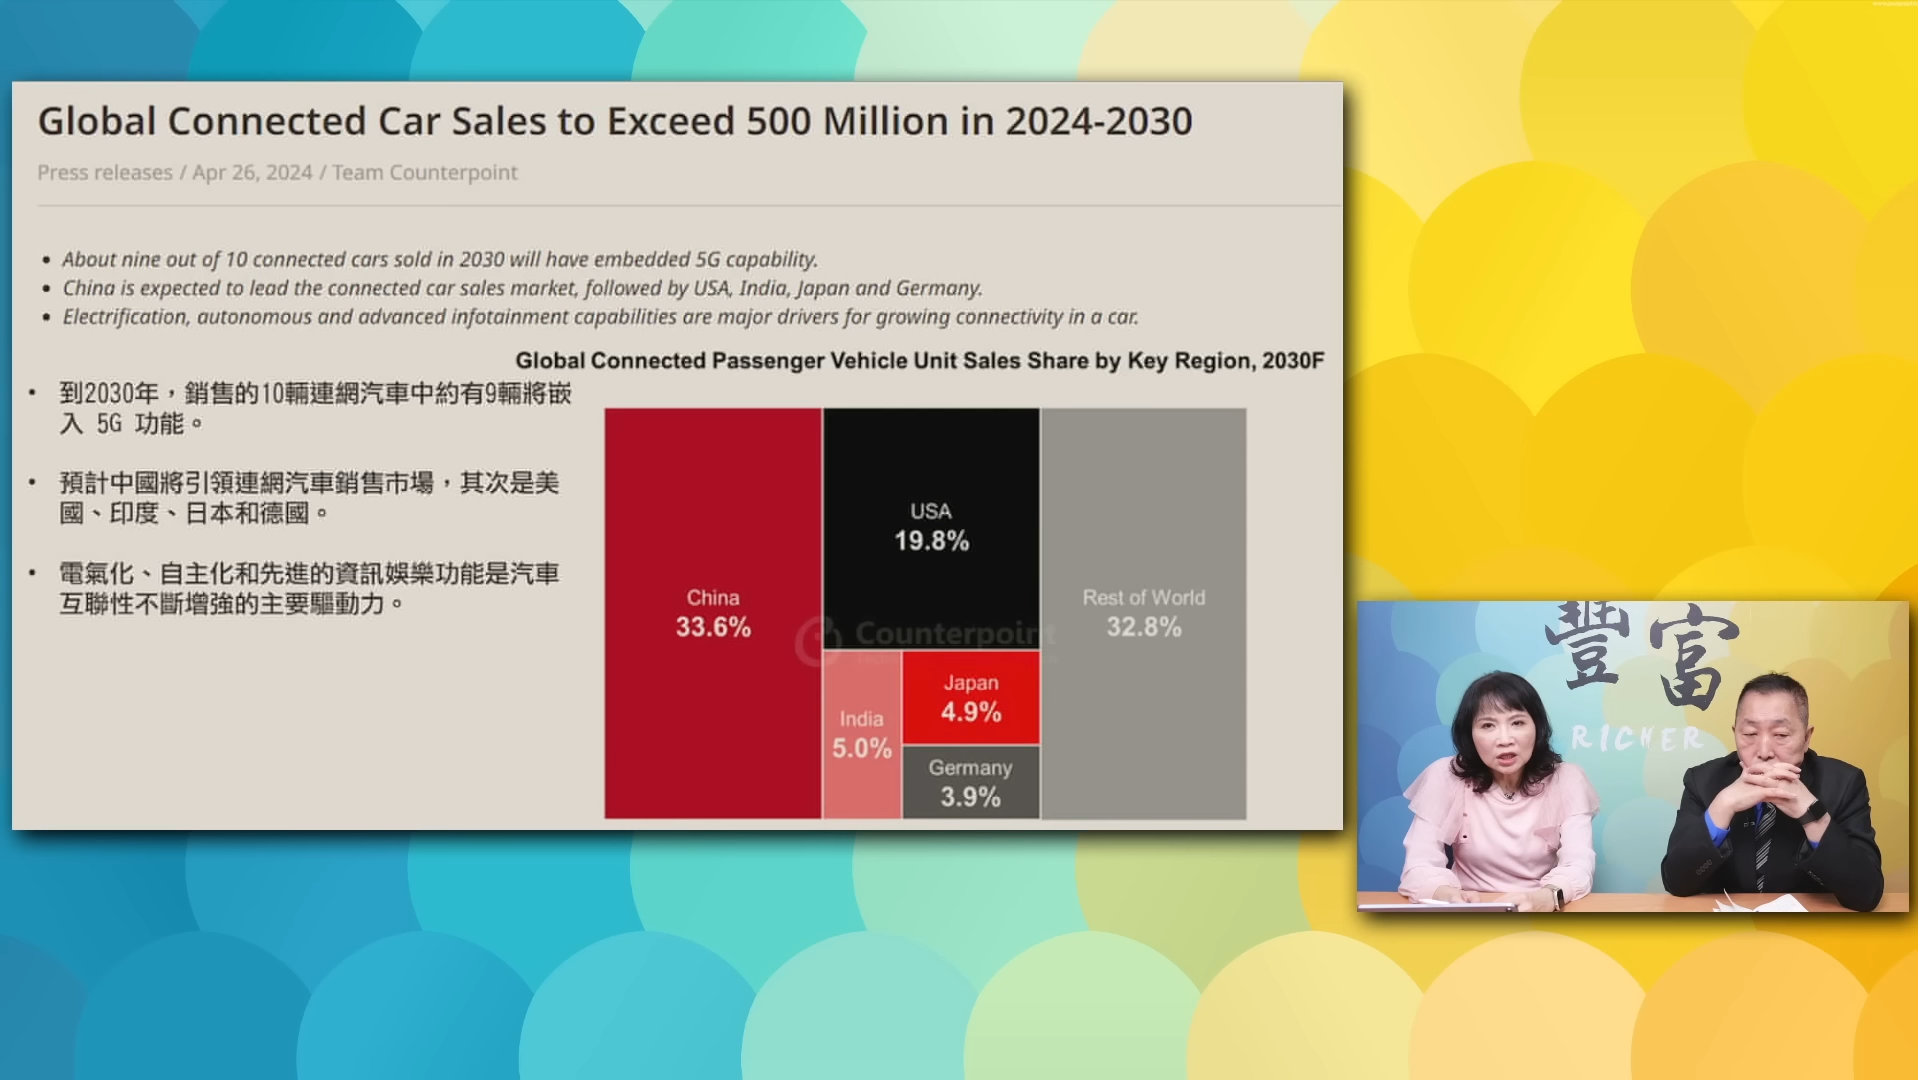 Global Connected Car Sales to Exceed 500 Million in 2024-2030
Press releases / Apr 26, 2024 / Team Counterpoint
• About nine out of 10 connected cars sold in 2030 will have embedded 5G capability.
• China is expected to lead the connected car sales market, followed by USA, India, Japan and Germany.
• Electrification, autonomous and advanced infotainment capabilities are major drivers for growing connectivity in a car.
• 到2030年，銷售的10輛連網汽車中約有9輛將嵌
入 5G 功能。
• 預計中國將引領連網汽車銷售市場，其次是美
國、印度、日本和德國。
• 電氣化、自主化和先進的資訊娛樂功能是汽車
互聯性不斷增強的主要驅動力。
Global Connected Passenger Vehicle Unit Sales Share by Key Region, 2030F
China
33.6%
USA
19.8%
India
5.0%
Japan
4.9%
Germany
3.9%
Rest of World
32.8%
Counterpoint
豐富
RICHER